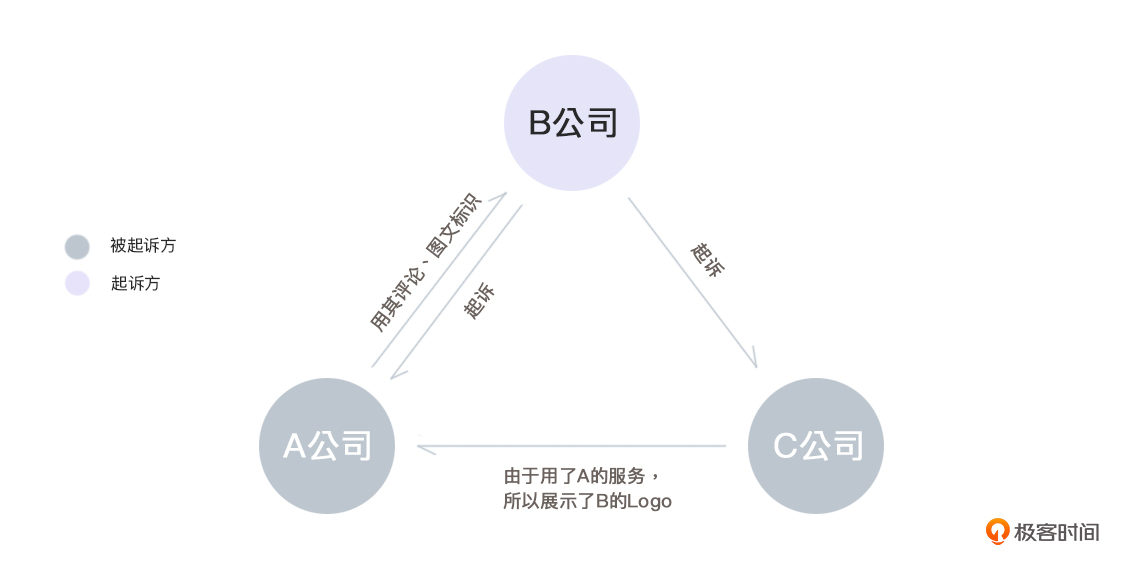 B公司
用其评论、图文标识
起诉
起诉
被起诉方
起诉方
A公司
C公司
由于用了A的服务，
所以展示了B的Logo
极客时间